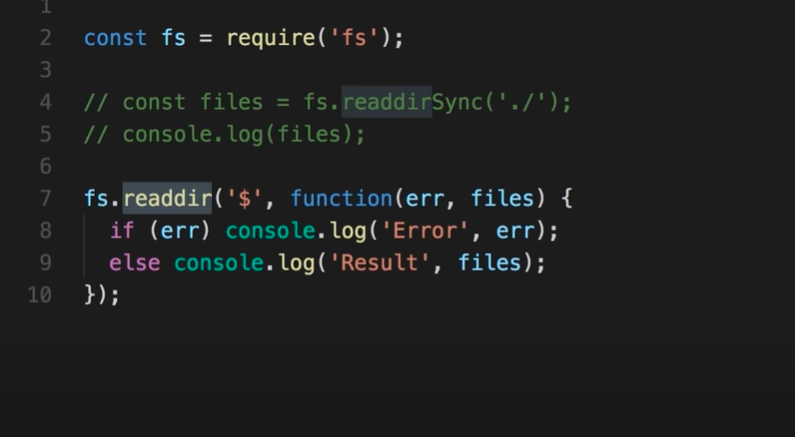 1
2 const fs = require('fs');
3
4 // const files = fs.readdirSync('./');
5 // console.log(files);
6
7 fs.readdir('$', function(err, files) {
8   if (err) console.log('Error', err);
9   else console.log('Result', files);
10 });